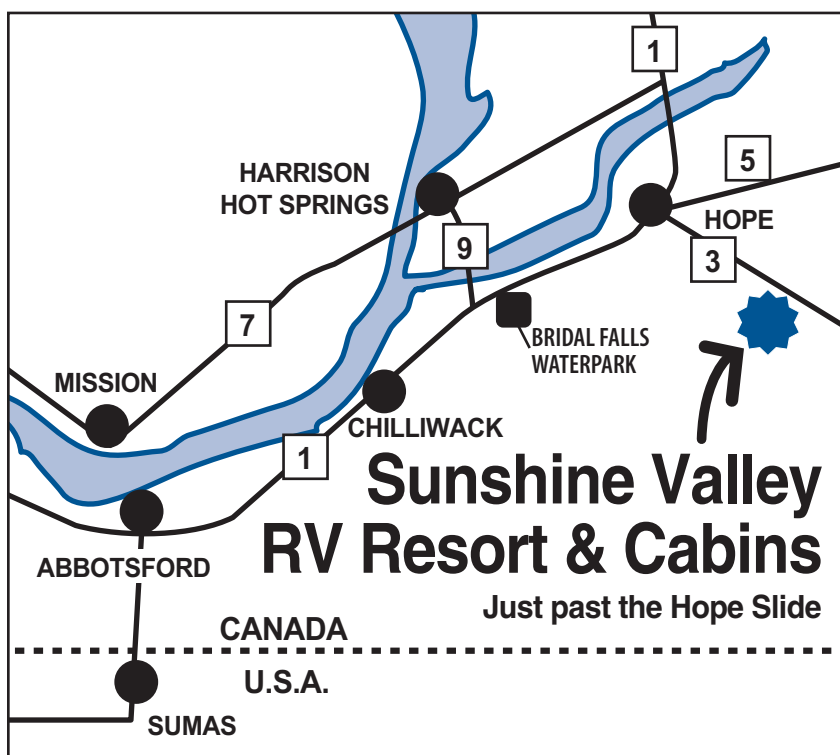 1
5
HARRISON
HOT SPRINGS
HOPE
9
3
7
BRIDAL FALLS
WATERPARK
MISSION
CHILLIWACK
1
Sunshine Valley
RV Resort & Cabins
Just past the Hope Slide
ABBOTSFORD
CANADA
U.S.A.
SUMAS